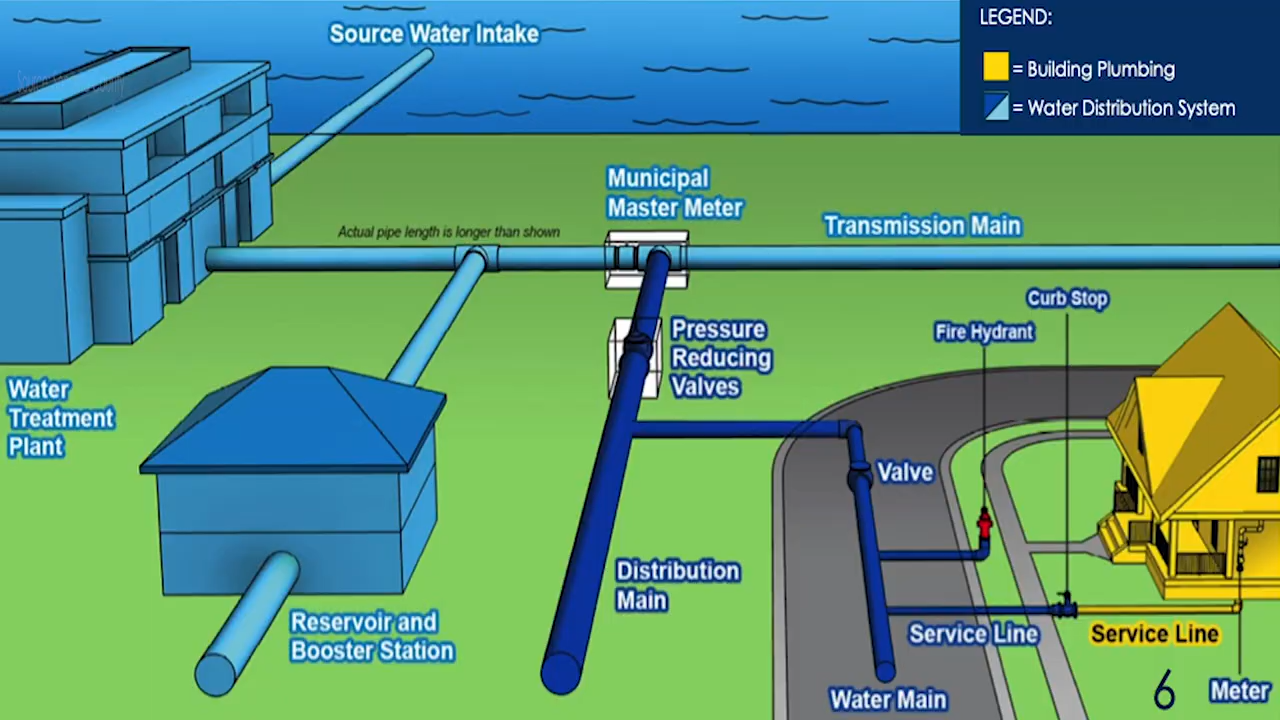 Source Water Intake
LEGEND:
= Building Plumbing
= Water Distribution System
Municipal
Master Meter
Actual pipe length is longer than shown
Transmission Main
Curb Stop
Fire Hydrant
Pressure
Reducing
Valves
Water
Treatment
Plant
Valve
Distribution
Main
Reservoir and
Booster Station
Service Line
Service Line
Water Main
6
Meter